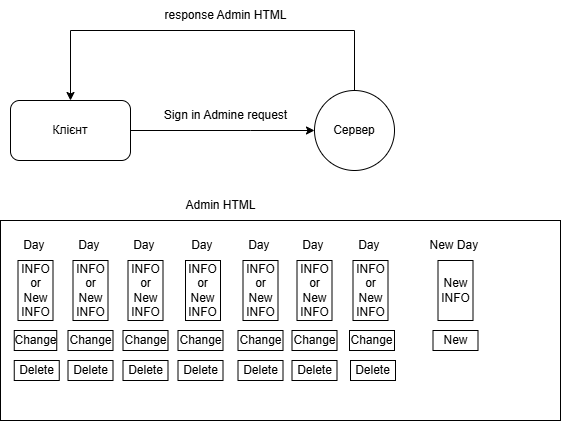 response Admin HTML
Клієнт
Sign in Admine request
Сервер
Admin HTML
Day Day Day Day Day Day Day New Day
INFO INFO INFO INFO INFO INFO INFO
or or or or or or or New
New New New New New New New INFO
INFO INFO INFO INFO INFO INFO INFO
Change Change Change Change Change Change Change New
Delete Delete Delete Delete Delete Delete Delete